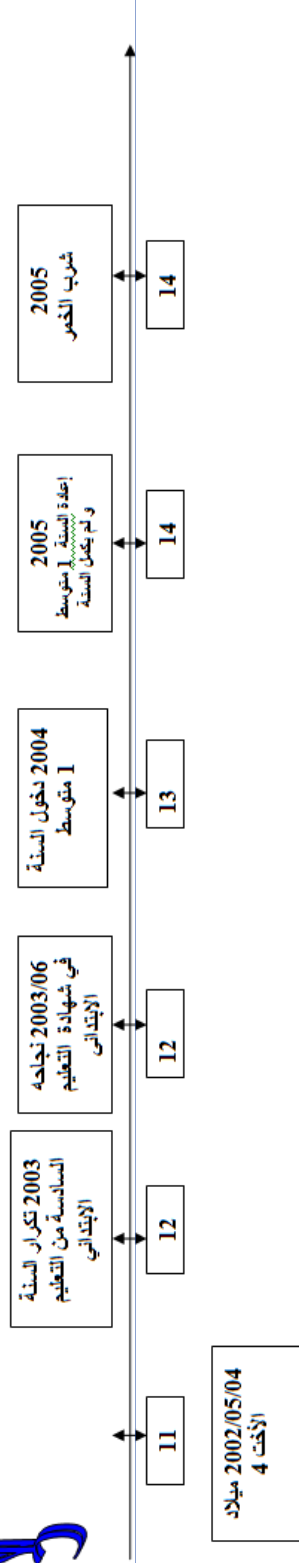 2002/05/04 ميلاد
الأخت 4
11
2003 تكرار السنة
السادسة من التعليم
الابتدائي
12
2003/06 نجاحه
في شهادة التعليم
الابتدائي
12
2004 دخول السنة
1 متوسط
13
2005
إعادة السنة 1 متوسط
و لم يكمل السنة
14
2005
شرب الخمر
14